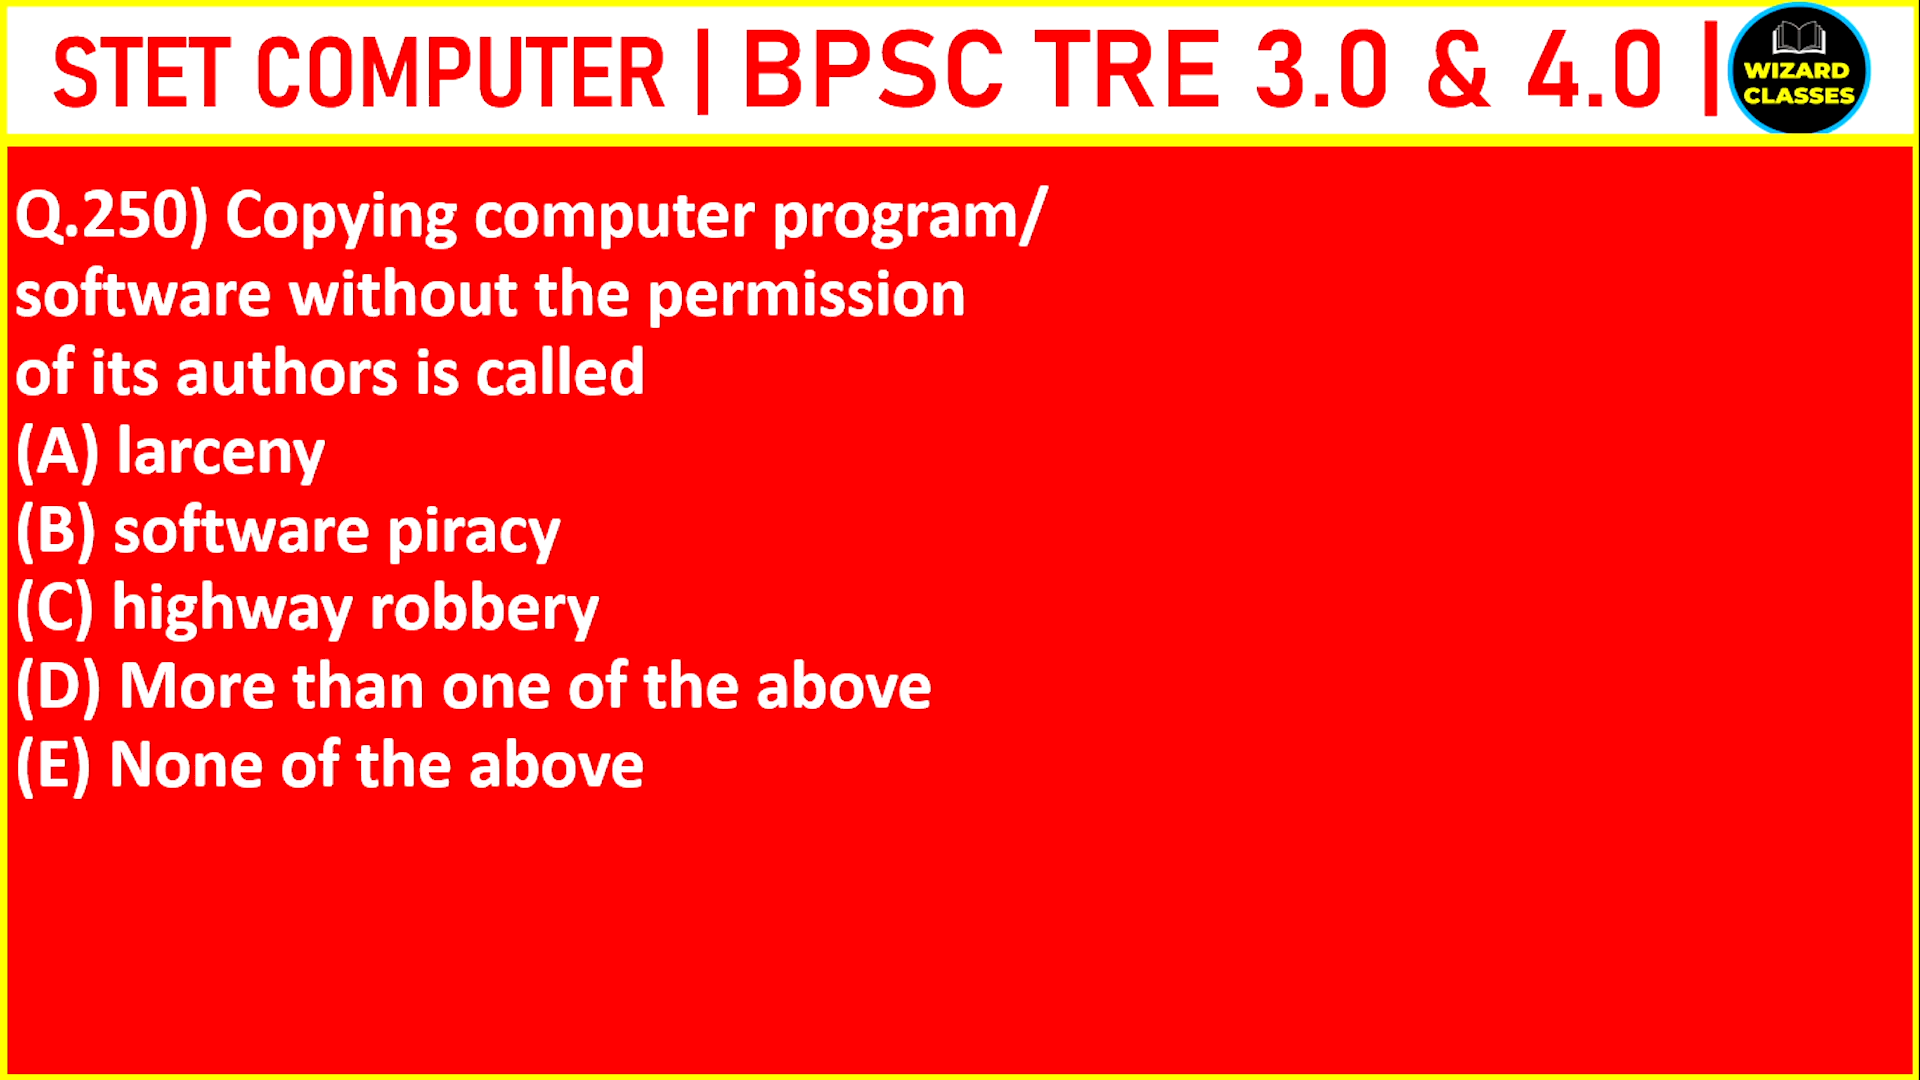 STET COMPUTER | BPSC TRE 3.0 & 4.0 |
WIZARD
CLASSES
Q.250) Copying computer program/
software without the permission
of its authors is called
(A) larceny
(B) software piracy
(C) highway robbery
(D) More than one of the above
(E) None of the above